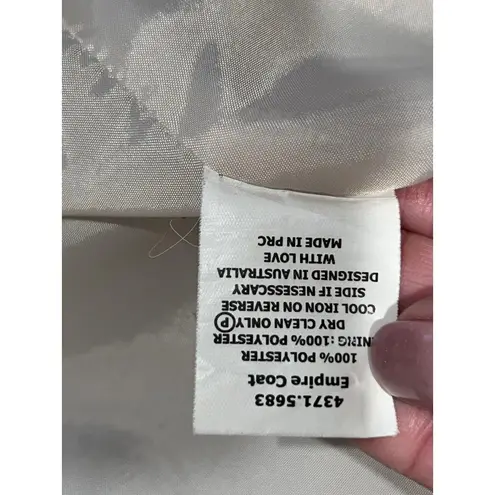 4371.5683
Empire Coat
100% POLYESTER
NING: 100% POLYESTER
DRY CLEAN ONLY Ⓟ
COOL IRON ON REVERSE
SIDE IF NESESSCARY
DESIGNED IN AUSTRALIA
WITH LOVE
MADE IN PRC